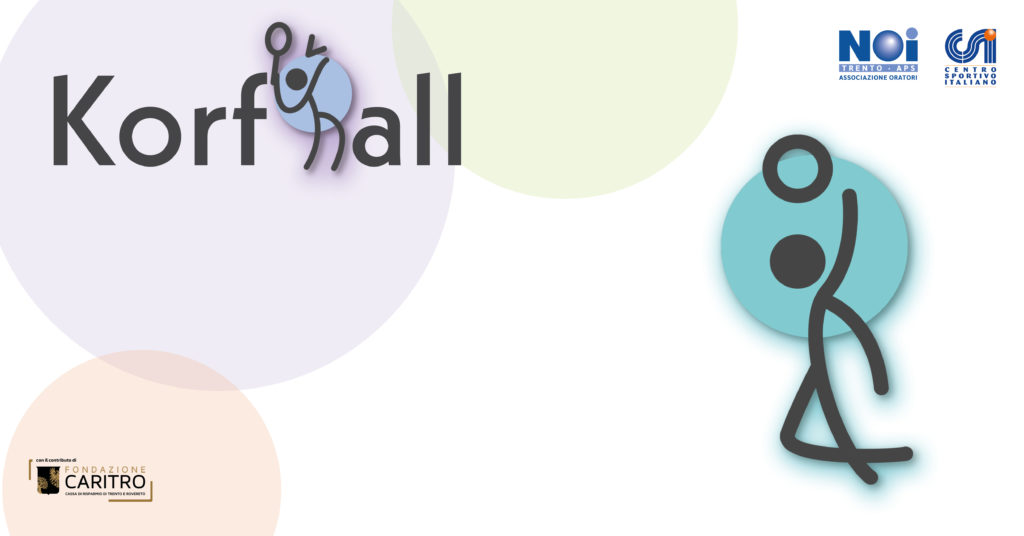 Korfball
NOi
TRENTO · APS
ASSOCIAZIONE ORATORI
CSi
CENTRO
SPORTIVO
ITALIANO
con il contributo di
FONDAZIONE
CARITRO
CASSA DI RISPARMIO DI TRENTO E ROVERETO